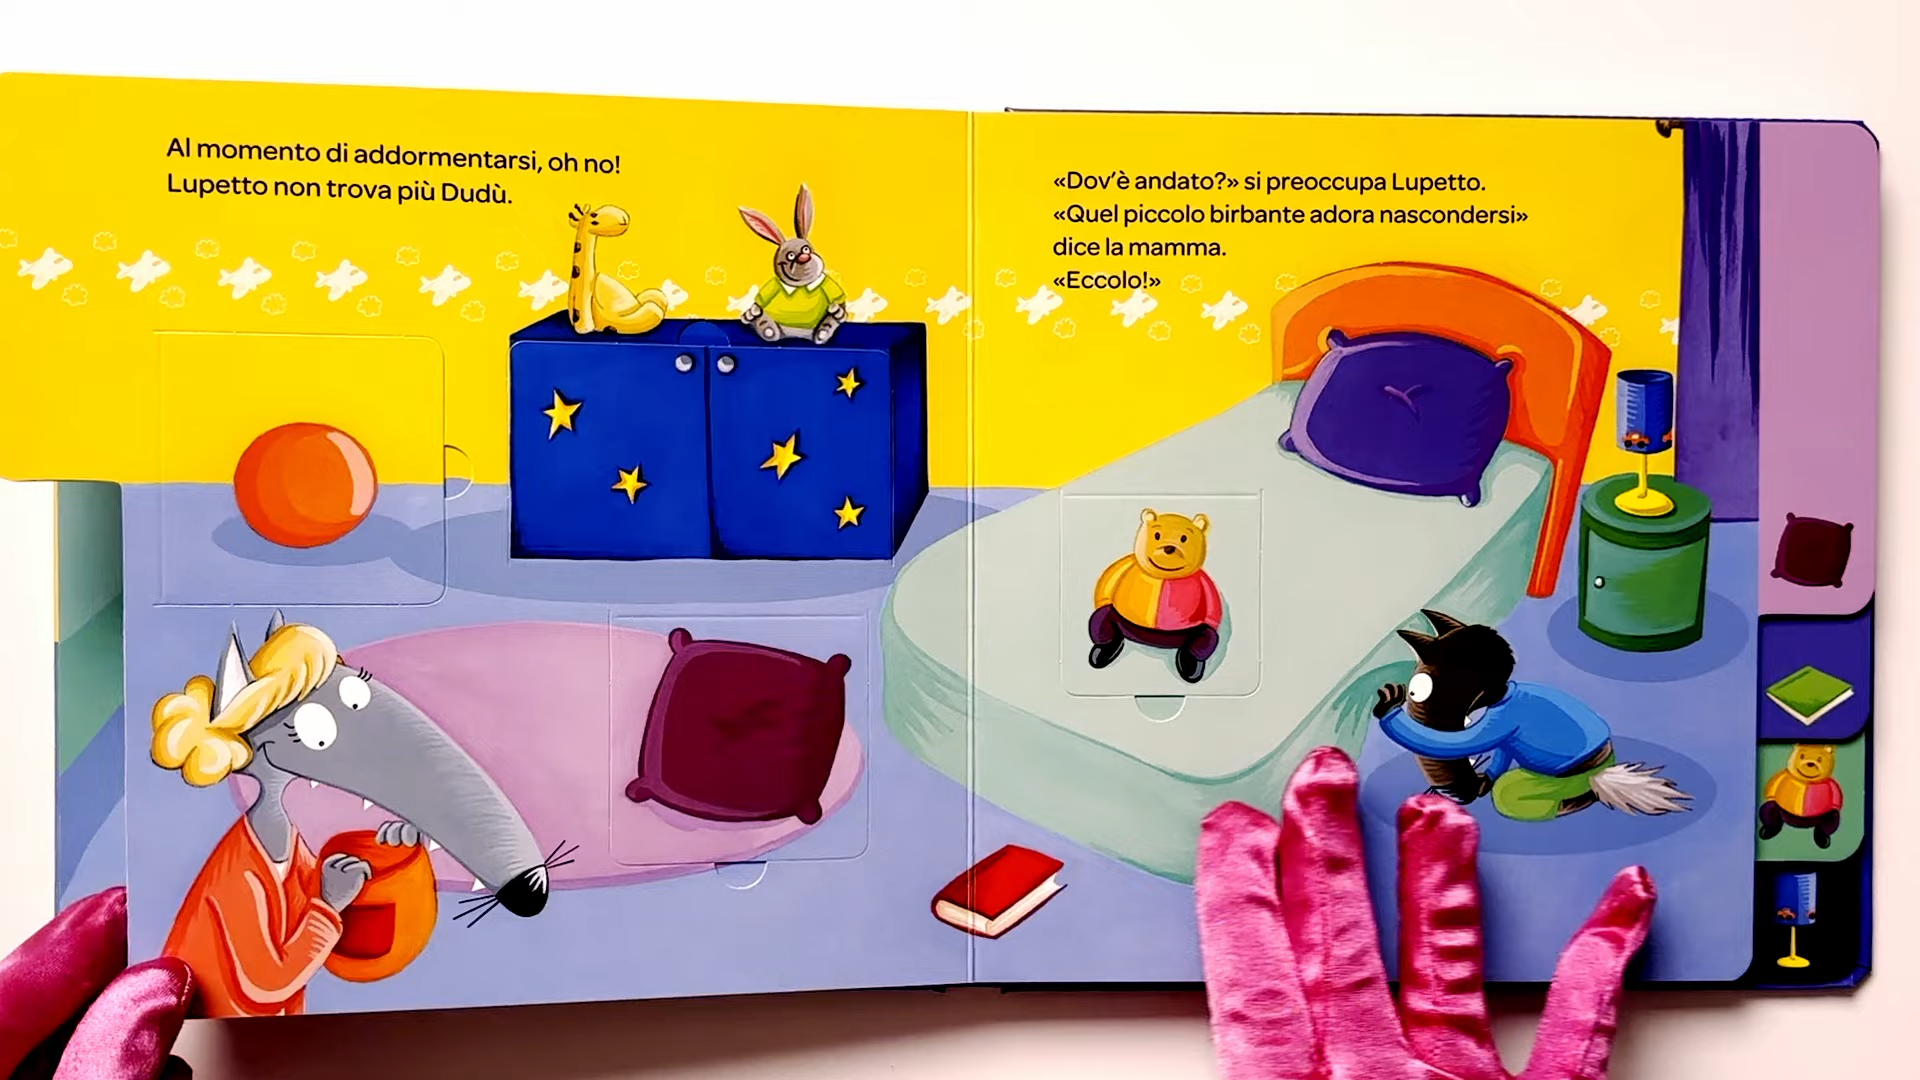 Al momento di addormentarsi, oh no!
Lupetto non trova più Dudù.
«Dov'è andato?» si preoccupa Lupetto.
«Quel piccolo birbante adora nascondersi»
dice la mamma.
«Eccolo!»